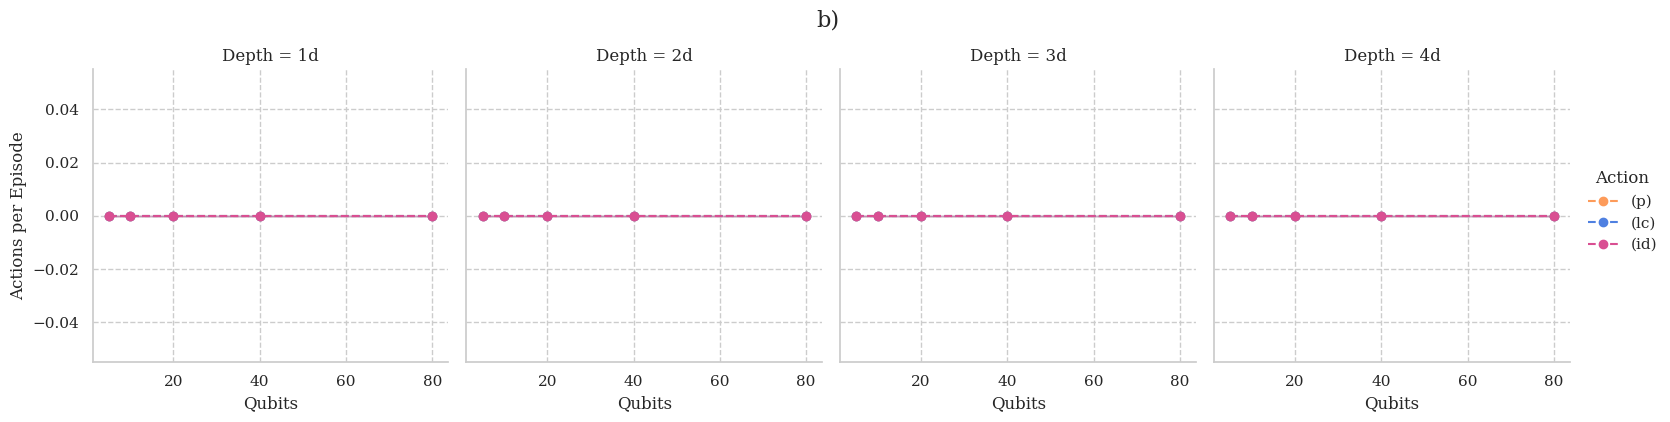 b)
Depth = 1d
Depth = 2d
Depth = 3d
Depth = 4d
Actions per Episode
0.04
0.02
0.00
−0.02
−0.04
20 40 60 80
20 40 60 80
20 40 60 80
20 40 60 80
Qubits
Qubits
Qubits
Qubits
Action
(p)
(lc)
(id)